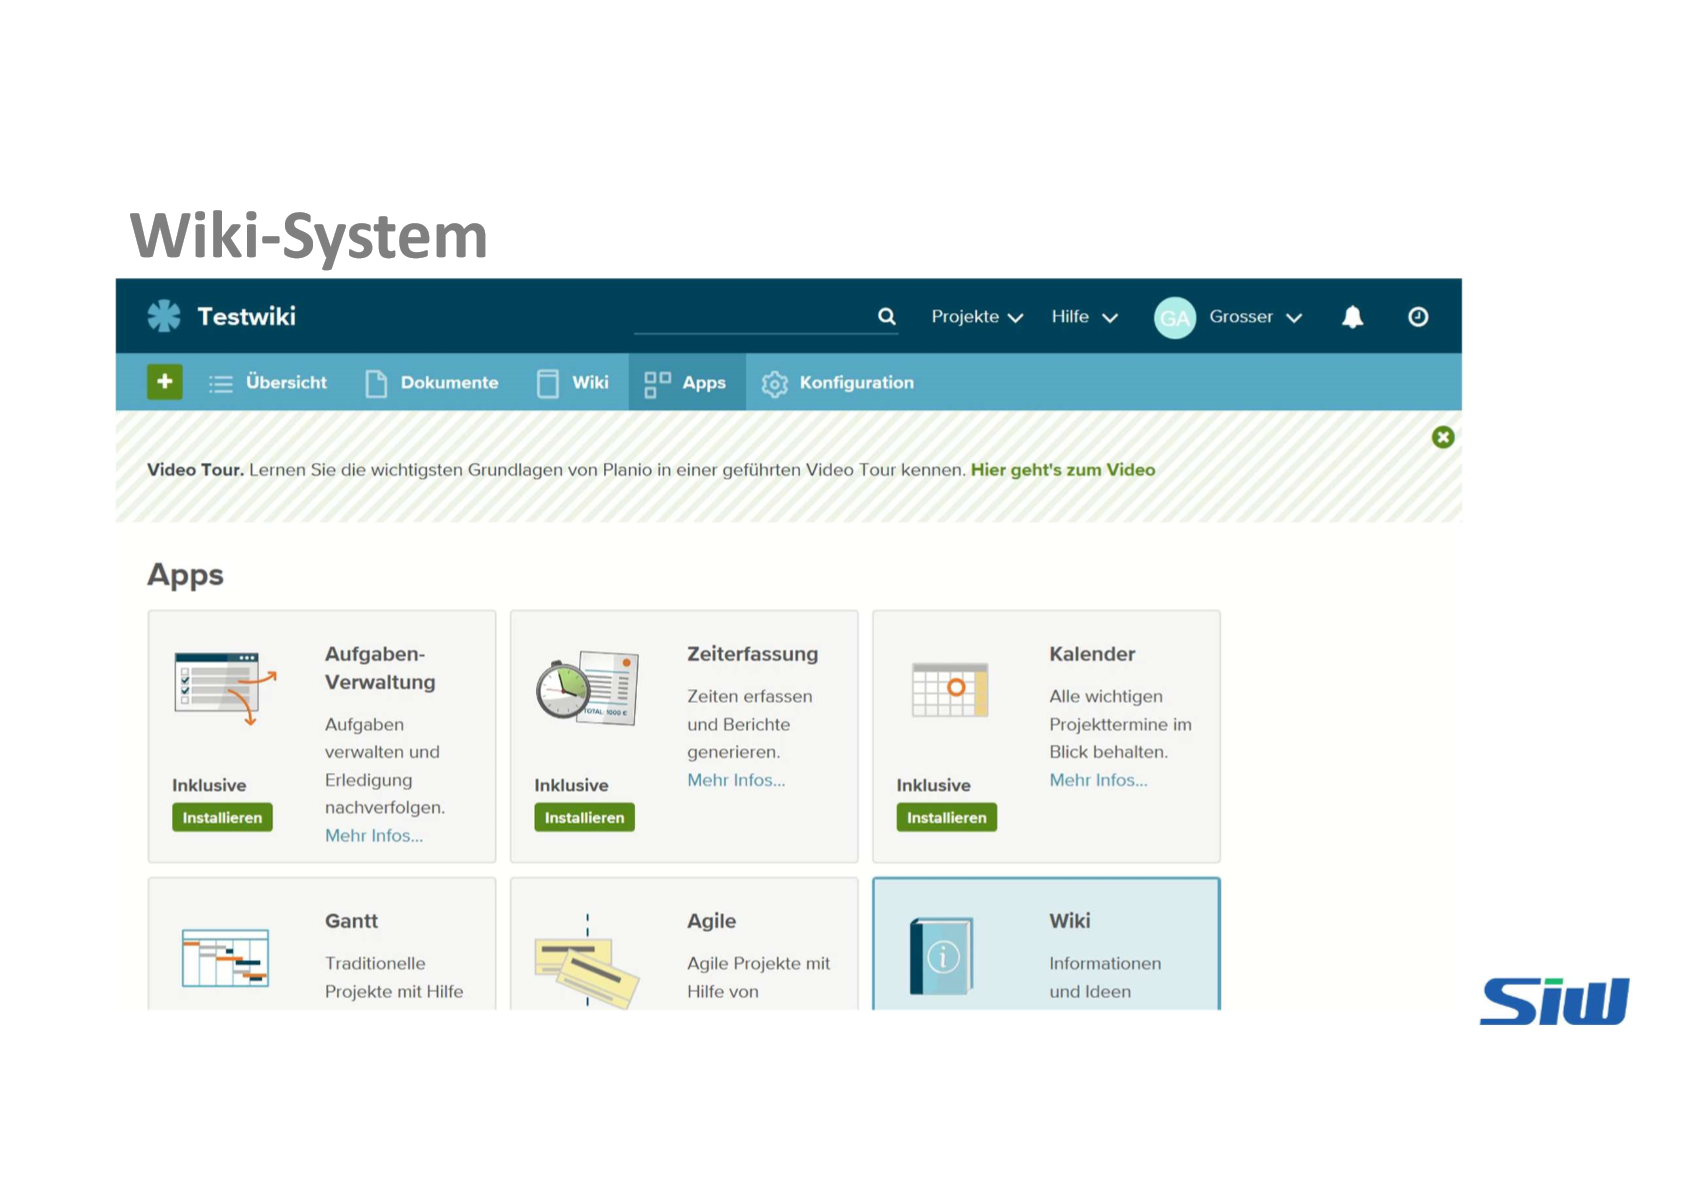 Wiki-System
Testwiki
Projekte
Hilfe
GA
Grosser
Übersicht
Dokumente
Wiki
Apps
Konfiguration
Video Tour. Lernen Sie die wichtigsten Grundlagen von Planio in einer geführten Video Tour kennen. Hier geht's zum Video
Apps
Aufgaben-
Verwaltung
Aufgaben
verwalten und
Erledigung
nachverfolgen.
Mehr Infos...
Inklusive
Installieren
TOTAL 1000 €
Zeiterfassung
Zeiten erfassen
und Berichte
generieren.
Mehr Infos...
Inklusive
Installieren
Kalender
Alle wichtigen
Projekttermine im
Blick behalten.
Mehr Infos...
Inklusive
Installieren
Gantt
Traditionelle
Projekte mit Hilfe
Agile
Agile Projekte mit
Hilfe von
Wiki
Informationen
und Ideen
SIW